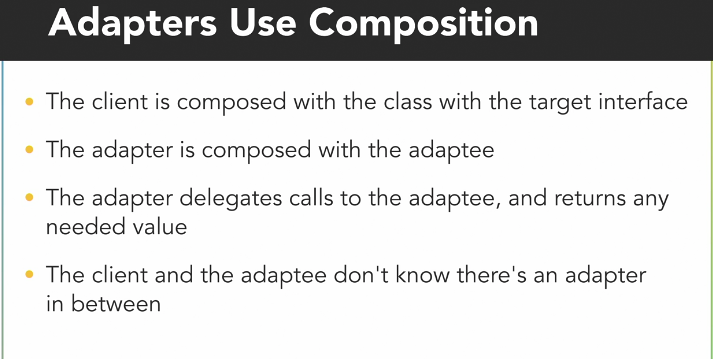 Adapters Use Composition
• The client is composed with the class with the target interface
• The adapter is composed with the adaptee
• The adapter delegates calls to the adaptee, and returns any
needed value
• The client and the adaptee don't know there's an adapter
in between